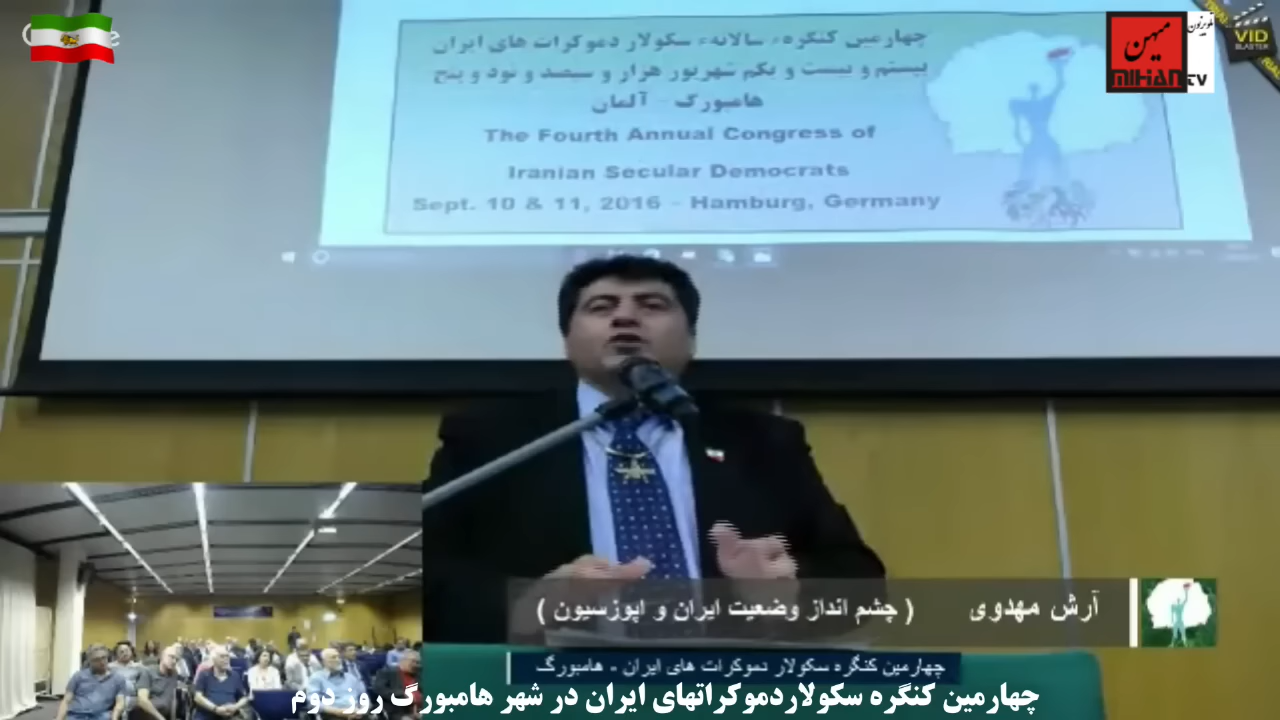 میهن
تلویزیون
MIHAN TV
VID
BLASTER
چهارمین کنگرهٔ سالانهٔ سکولار دموکرات های ایران
بیستم و بیست و یکم شهریور هزار و سیصد و نود و پنج
هامبورگ - آلمان
The Fourth Annual Congress of
Iranian Secular Democrats
Sept. 10 & 11, 2016 - Hamburg, Germany
آرش مهدوی ( چشم انداز وضعیت ایران و اپوزسیون )
چهارمین کنگره سکولار دموکرات های ایران - هامبورگ
چهارمین کنگره سکولاردموکراتهای ایران در شهر هامبورگ روز دوم